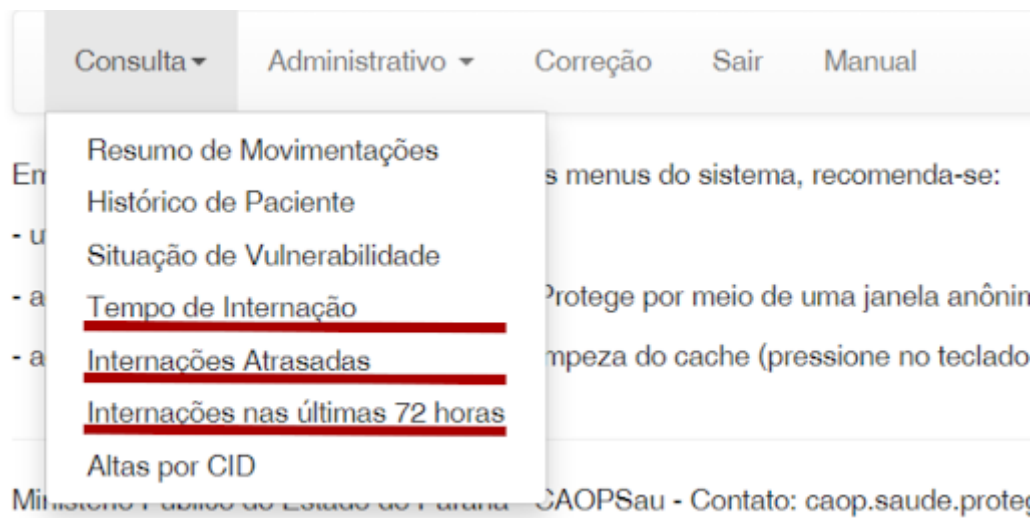 Consulta Administrativo Correção Sair Manual
Resumo de Movimentações
s menus do sistema, recomenda-se:
Histórico de Paciente
- u
Situação de Vulnerabilidade
- a
Tempo de Internação
Protege por meio de uma janela
- a
Internações Atrasadas
mpeza do cache (pressione no teclado
Internações nas últimas 72 horas
Altas por CID
CAOPSau - Contato: caop.saude.proteg